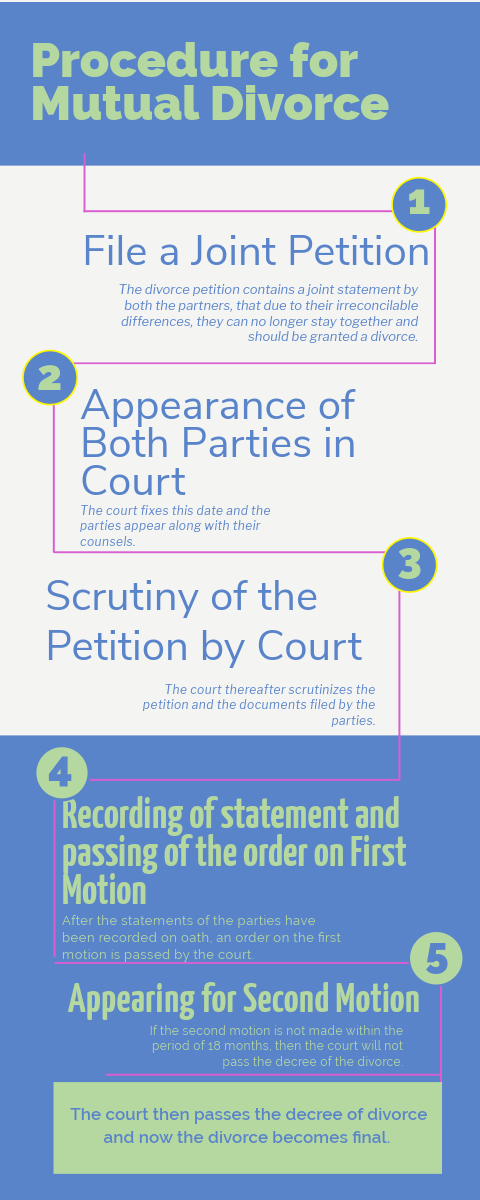 Procedure for
Mutual Divorce
1
File a Joint Petition
The divorce petition contains a joint statement by
both the partners, that due to their irreconcilable
differences, they can no longer stay together and
should be granted a divorce.
2
Appearance of
Both Parties in
Court
The court fixes this date and the
parties appear along with their
counsels.
3
Scrutiny of the
Petition by Court
The court thereafter scrutinizes the
petition and the documents filed by the
parties.
4
Recording of statement and
passing of the order on First
Motion
After the statements of the parties have
been recorded on oath, an order on the first
motion is passed by the court.
5
Appearing for Second Motion
If the second motion is not made within the
period of 18 months, then the court will not
pass the decree of the divorce.
The court then passes the decree of divorce
and now the divorce becomes final.